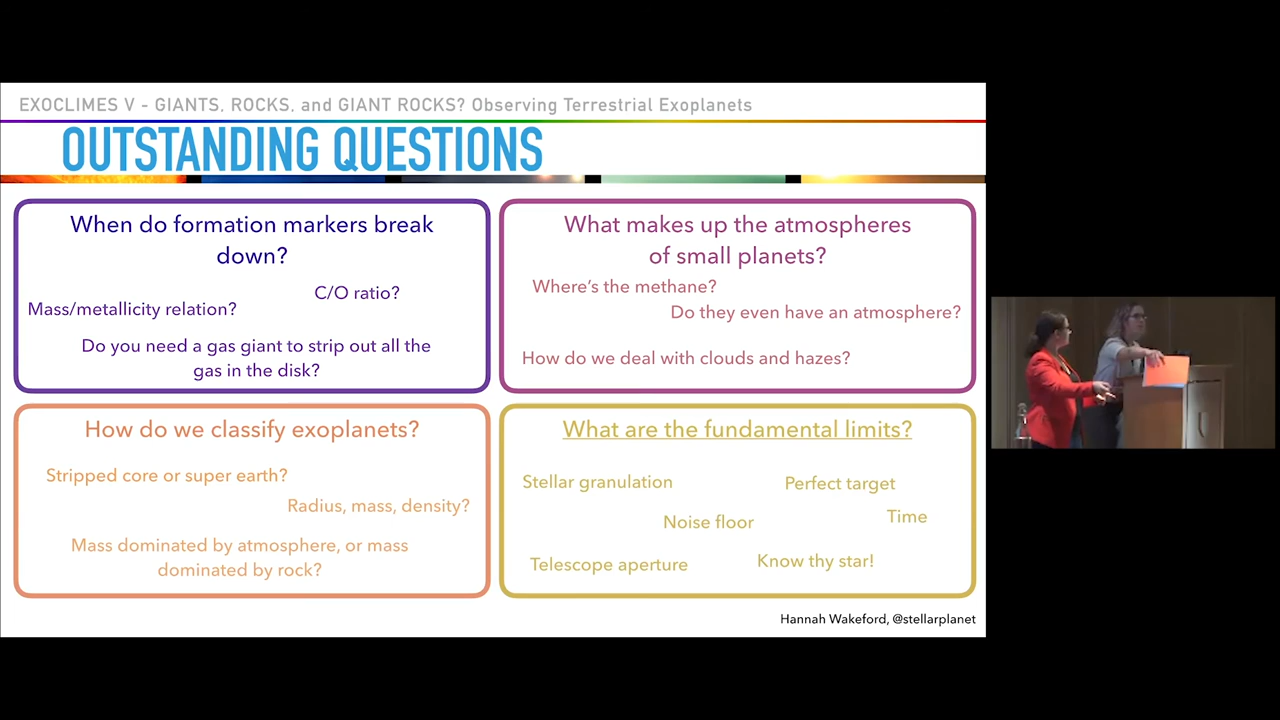 EXOCLIMES V - GIANTS, ROCKS, and GIANT ROCKS? Observing Terrestrial Exoplanets
OUTSTANDING QUESTIONS
When do formation markers break
down?
C/O ratio?
Mass/metallicity relation?
Do you need a gas giant to strip out all the
gas in the disk?
What makes up the atmospheres
of small planets?
Where's the methane?
Do they even have an atmosphere?
How do we deal with clouds and hazes?
How do we classify exoplanets?
Stripped core or super earth?
Radius, mass, density?
Mass dominated by atmosphere, or mass
dominated by rock?
What are the fundamental limits?
Stellar granulation
Perfect target
Noise floor
Time
Telescope aperture
Know thy star!
Hannah Wakeford, @stellarplanet